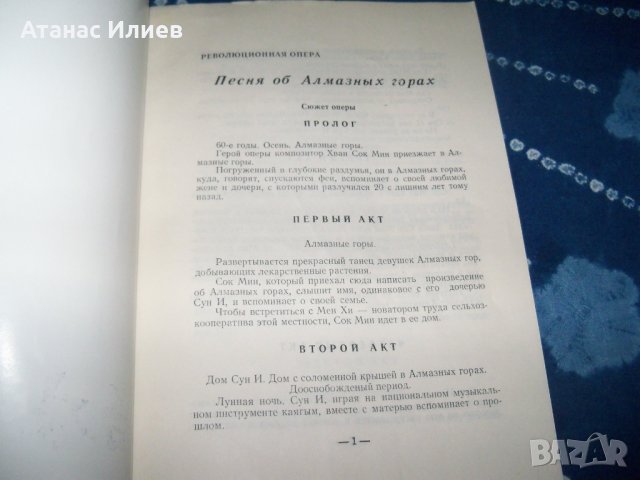 Атанас Илиев
РЕВОЛЮЦИОННАЯ ОПЕРА
Песня об Алмазных горах
Сюжет оперы
ПРОЛОГ
60-е годы. Осень. Алмазные горы.
Герой оперы композитор Хван Сок Мин приезжает в Ал-
мазные горы.
Погруженный в глубокие раздумья, он в Алмазных горах,
куда, говорят, спускаются феи, вспоминает о своей любимой
жене и дочери, с которыми разлучился 20 с лишним лет тому
назад.
ПЕРВЫЙ АКТ
Алмазные горы.
Развертывается прекрасный танец девушек Алмазных гор,
добывающих лекарственные растения.
Сок Мин, который приехал сюда написать произведение
об Алмазных горах, слышит имя, одинаковое с его дочерью
Сун И, и вспоминает о своей семье.
Чтобы встретиться с Мен Хи — новатором труда сельхоз-
кооператива этой местности, Сок Мин идет в ее дом.
ВТОРОЙ АКТ
Дом Сун И. Дом с соломенной крышей в Алмазных горах.
Доосвобожденый период.
Лунная ночь. Сун И, играя на национальном музыкаль-
ном инструменте каягым, вместе с матерью вспоминает о про-
шлом.
—1—
BAZAR